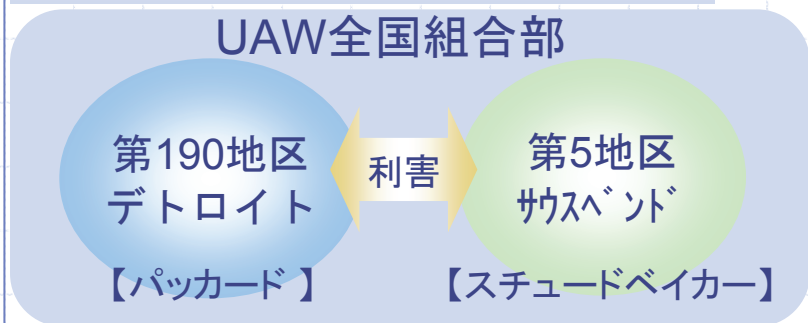 UAW全国組合部
第190地区
デトロイト
利害
第5地区
ｻｳｽﾍﾞﾝﾄﾞ
【パッカード】
【スチュードベイカー】